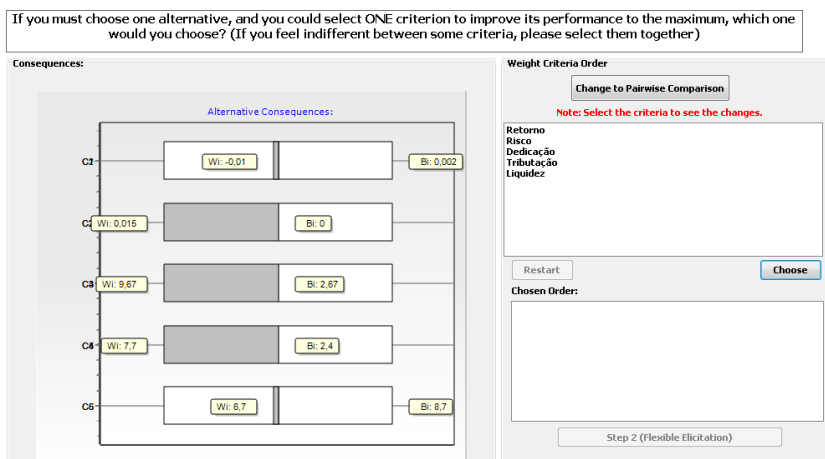 If you must choose one alternative, and you could select ONE criterion to improve its performance to the maximum, which one
would you choose? (If you feel indifferent between some criteria, please select them together)
Consequences:
Alternative Consequences:
Wi: -0,01
Bi: 0,002
Wi: 0,015
Bi: 0
Wi: 9,67
Bi: 2,67
Wi: 7,7
Bi: 2,4
C5
Wi: 6,7
Bi: 8,7
Weight Criteria Order
Change to Pairwise Comparison
Note: Select the criteria to see the changes.
Retorno
Risco
Dedicação
Tributação
Liquidez
Restart
Choose
Chosen Order:
Step 2 (Flexible Elicitation)